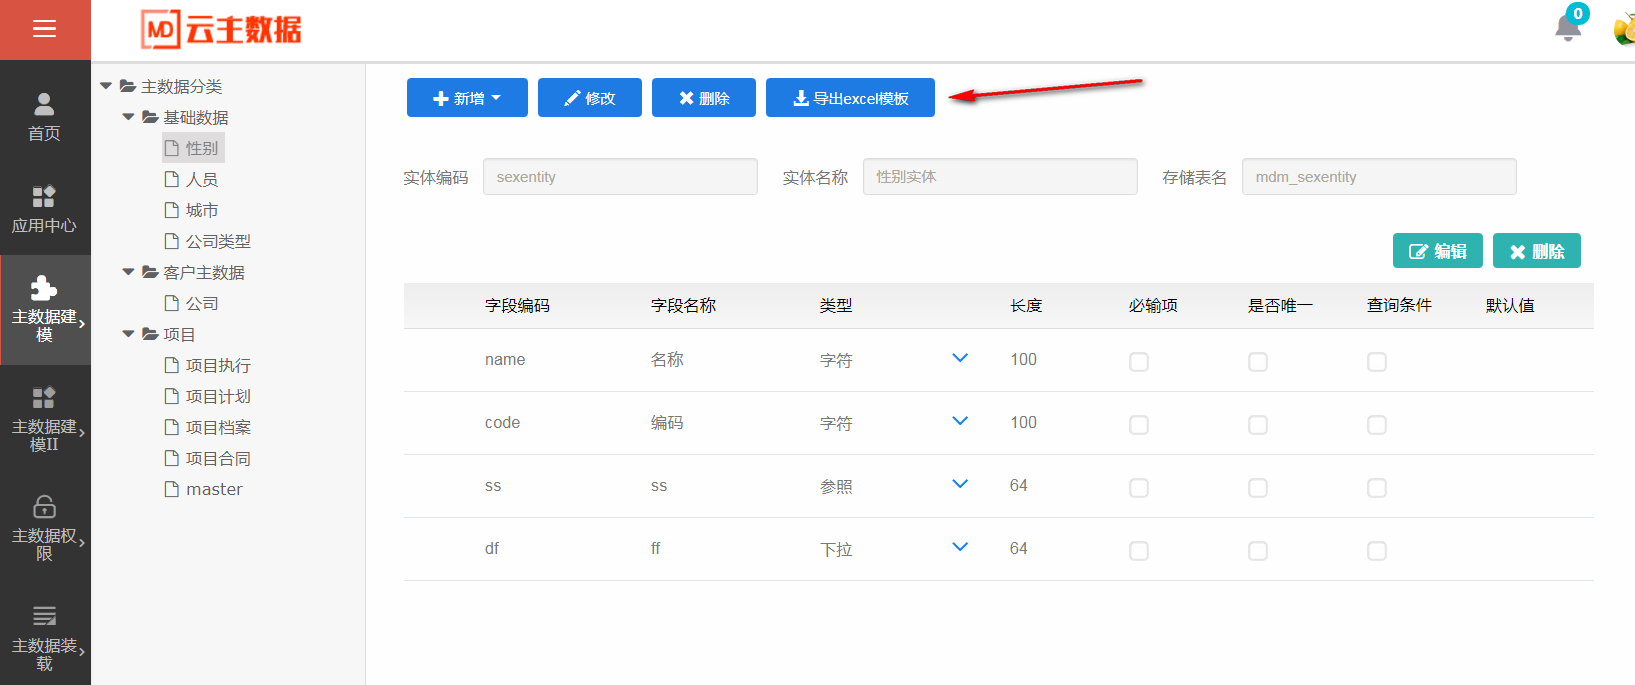 MD 云主数据
0
首页
应用中心
主数据建
模
主数据建
模II
主数据权
限
主数据装
载
主数据分类
基础数据
性别
人员
城市
公司类型
客户主数据
公司
项目
项目执行
项目计划
项目档案
项目合同
master
新增 修改 删除 导出excel模板
实体编码 sexentity 实体名称 性别实体 存储表名 mdm_sexentity
编辑 删除
字段编码 字段名称 类型 长度 必输项 是否唯一 查询条件 默认值
name 名称 字符 100
code 编码 字符 100
ss ss 参照 64
df ff 下拉 64